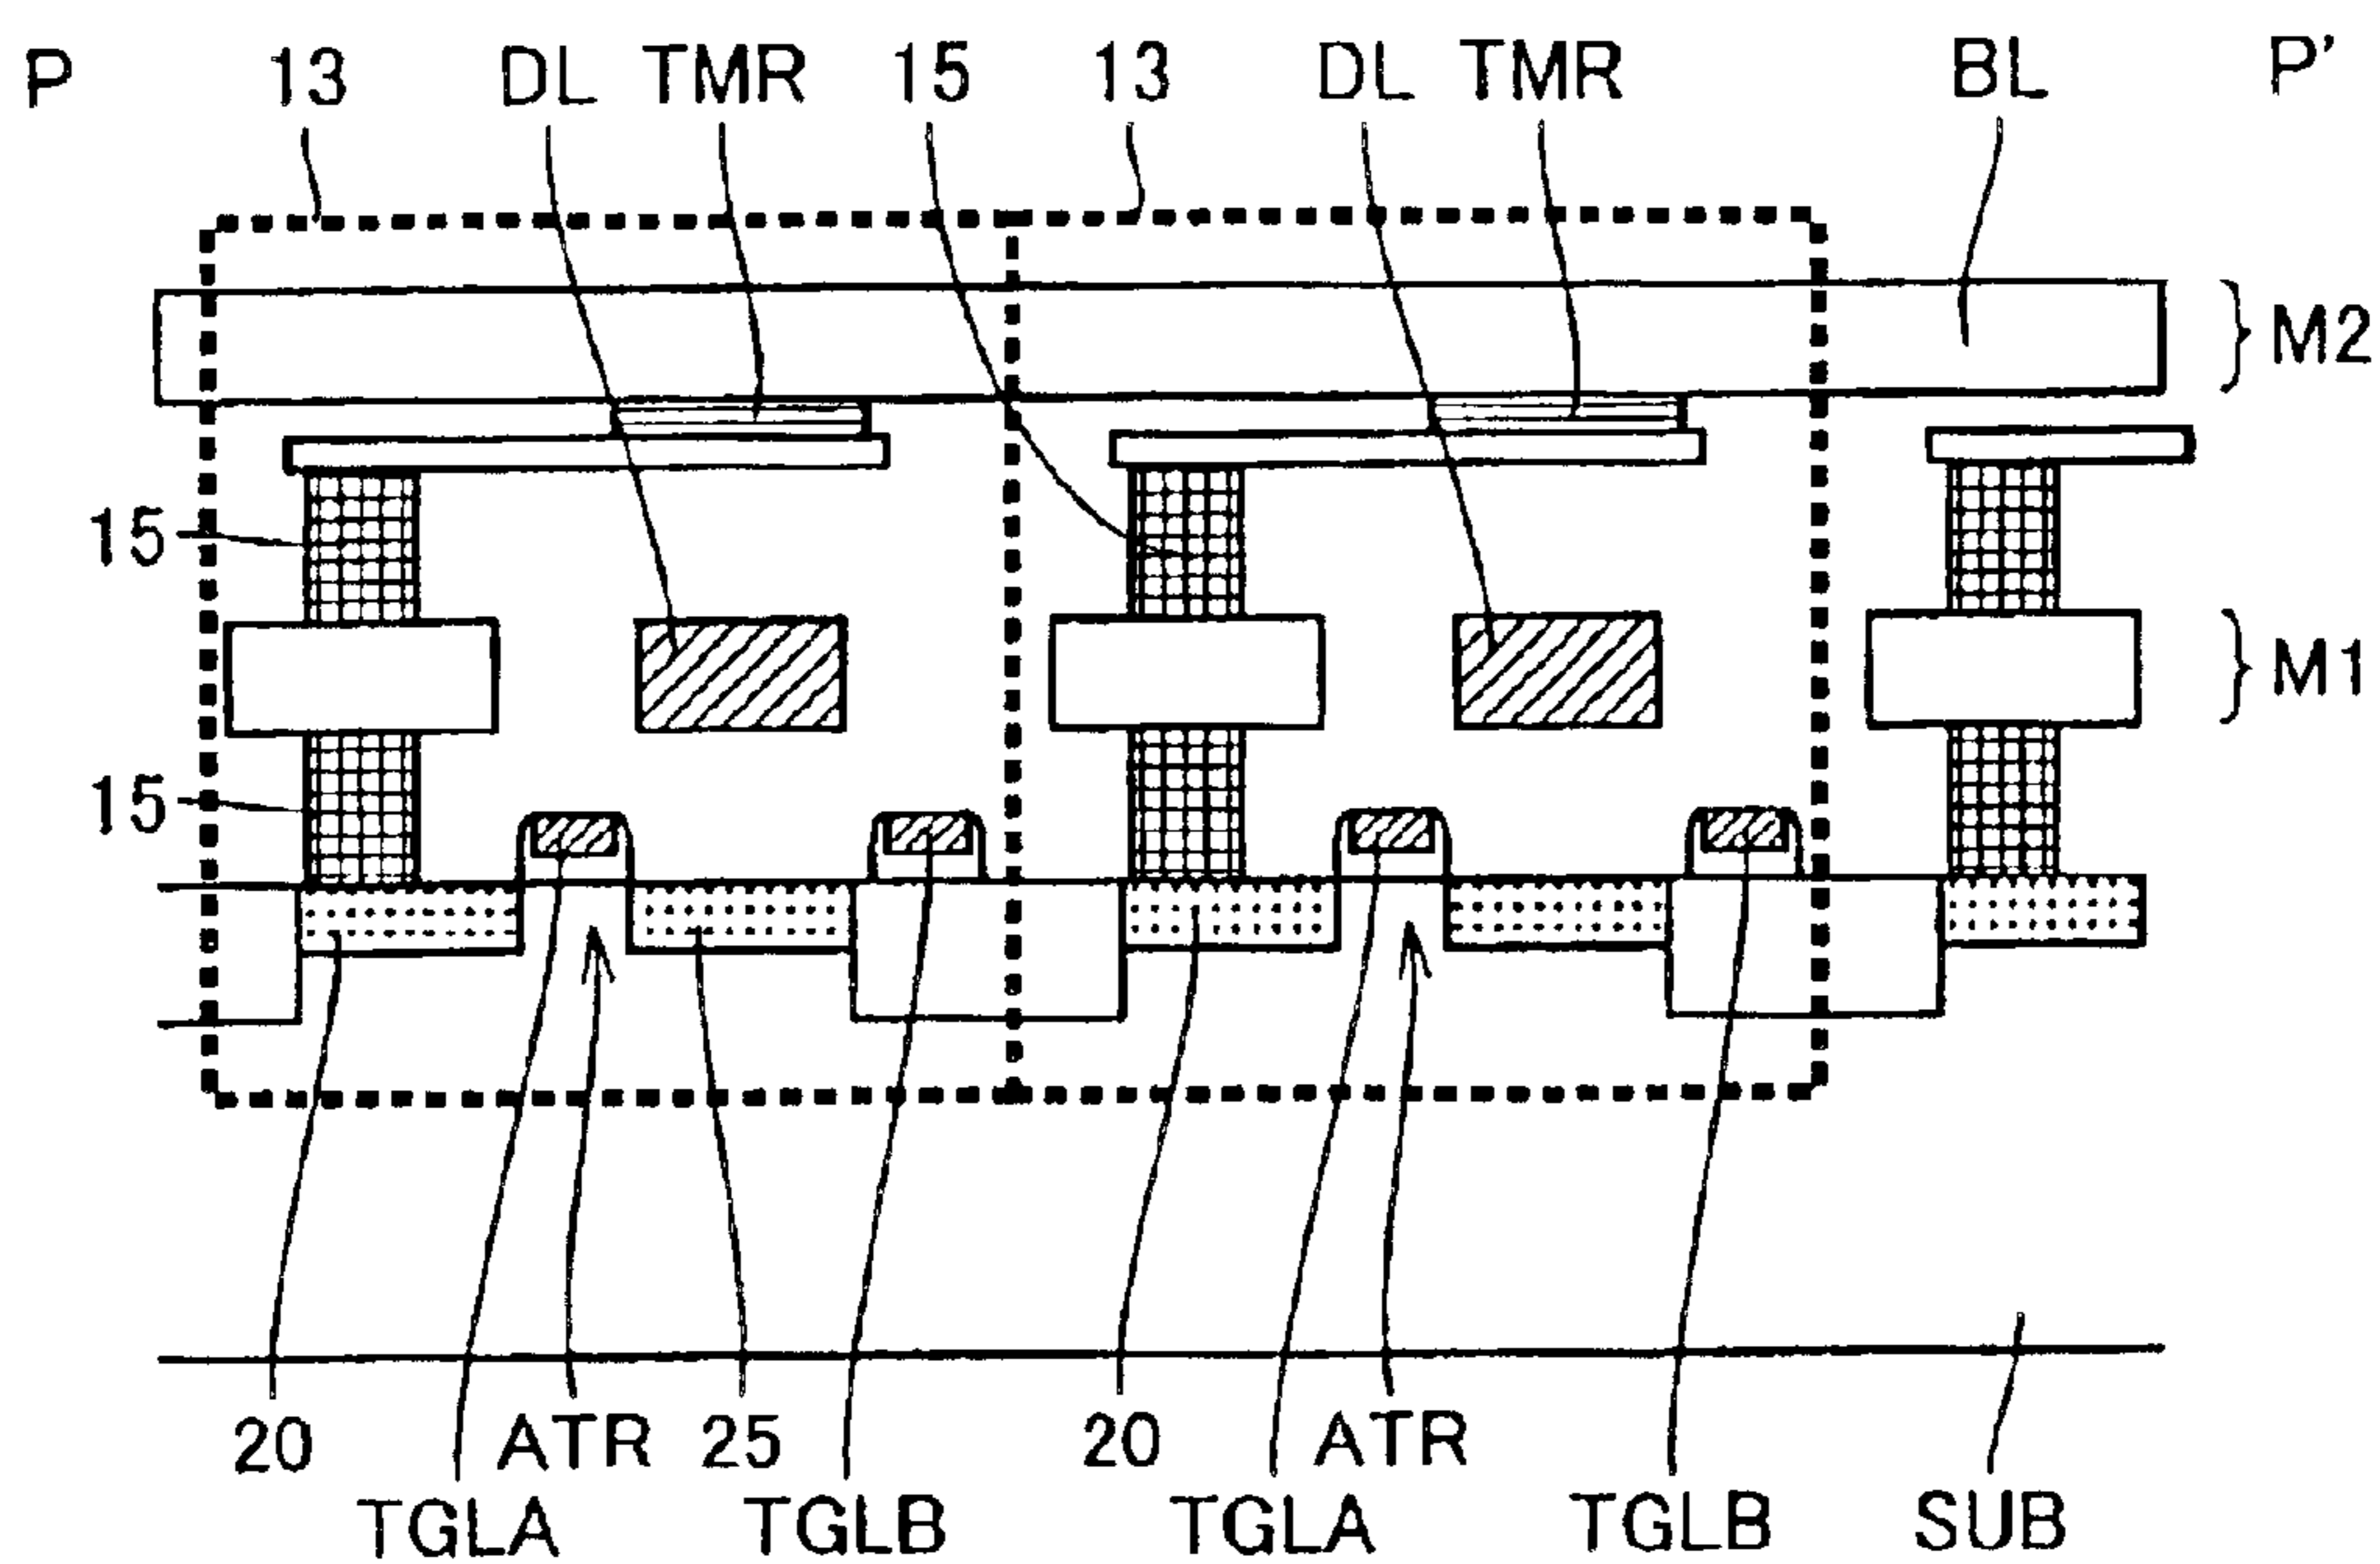 P 13 DL TMR 15 13 DL TMR BL P'
M2
15
M1
15
20 ATR 25 20 ATR
TGLA TGLB TGLA TGLB SUB